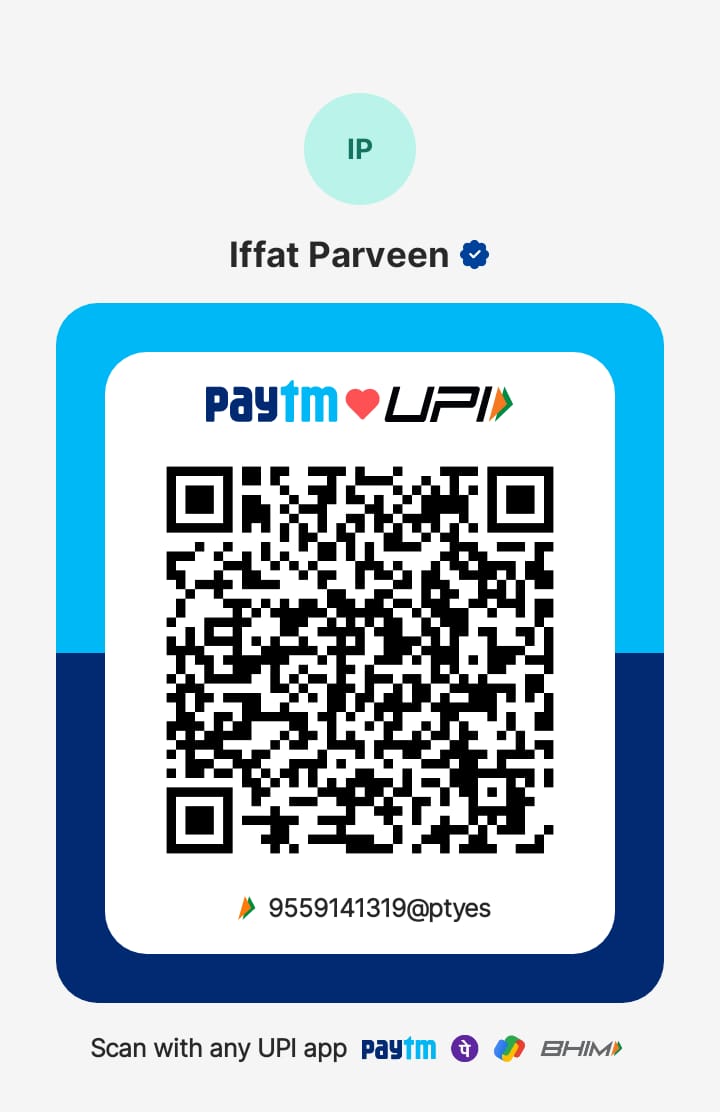 IP
Iffat Parveen
paytm UPI
9559141319@ptyes
Scan with any UPI app paytm पे BHIM